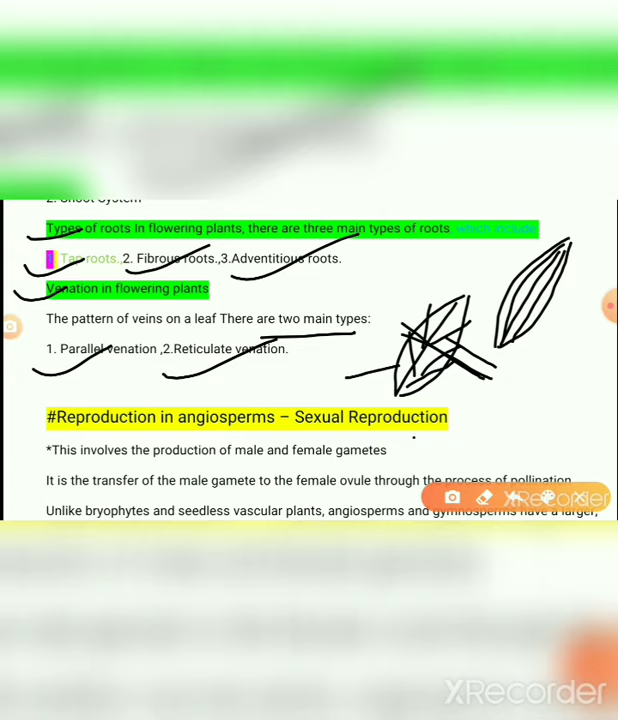 2. Shoot System
Types of roots In flowering plants, there are three main types of roots which include
1. Tap roots.,2. Fibrous roots.,3.Adventitious roots.
Venation in flowering plants
The pattern of veins on a leaf There are two main types:
1. Parallel venation ,2.Reticulate venation.
#Reproduction in angiosperms – Sexual Reproduction
*This involves the production of male and female gametes
It is the transfer of the male gamete to the female ovule through the process of pollination
Unlike bryophytes and seedless vascular plants, angiosperms and gymnosperms have a larger,
XRecorder
XRecorder